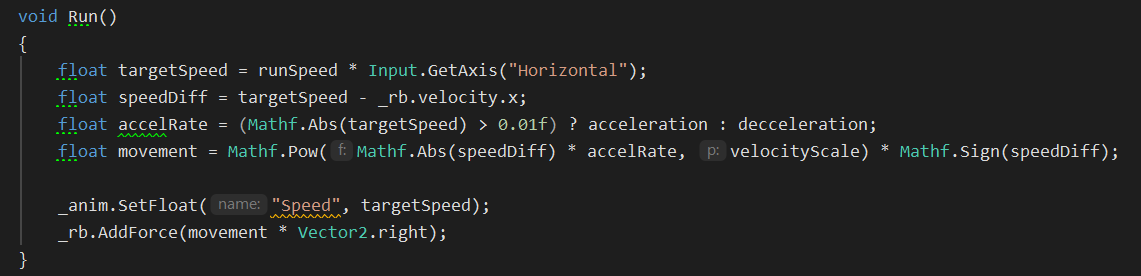 void Run()
{
float targetSpeed = runSpeed * Input.GetAxis("Horizontal");
float speedDiff = targetSpeed - _rb.velocity.x;
float accelRate = (Mathf.Abs(targetSpeed) > 0.01f) ? acceleration : decceleration;
float movement = Mathf.Pow( f: Mathf.Abs(speedDiff) * accelRate, p: velocityScale) * Mathf.Sign(speedDiff);
_anim.SetFloat( name: "Speed", targetSpeed);
_rb.AddForce(movement * Vector2.right);
}